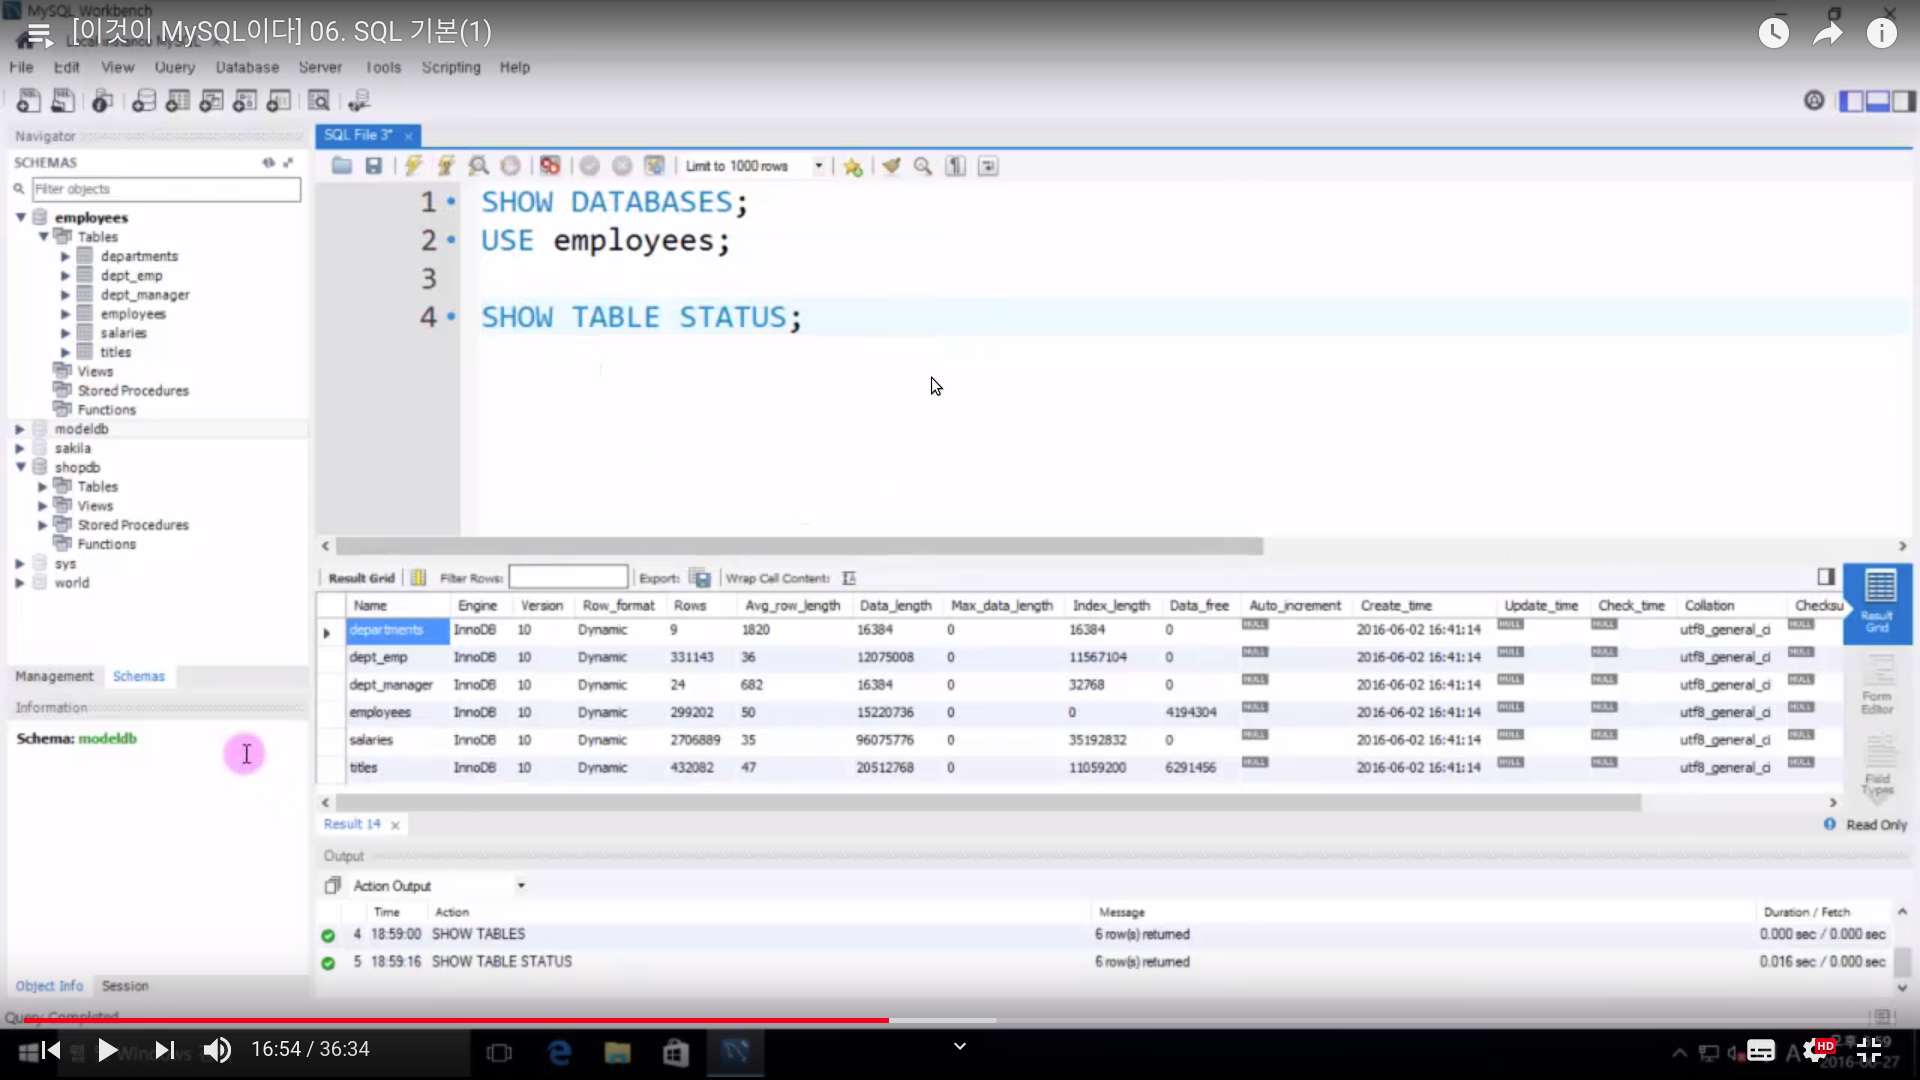 MySQL Workbench
[이것이 MySQL이다] 06. SQL 기본(1)
File Edit View Query Database Server Tools Scripting Help
Navigator
SQL File 3*
SCHEMAS
Limit to 1000 rows
Filter objects
employees
Tables
departments
dept_emp
dept_manager
employees
salaries
titles
Views
Stored Procedures
Functions
modeldb
sakila
shopdb
Tables
Views
Stored Procedures
Functions
sys
world
1 SHOW DATABASES;
2 USE employees;
3
4 SHOW TABLE STATUS;
Result Grid Filter Rows: Export: Wrap Cell Content:
Name Engine Version Row_format Rows Avg_row_length Data_length Max_data_length Index_length Data_free Auto_increment Create_time Update_time Check_time Collation Checksu
departments InnoDB 10 Dynamic 9 1820 16384 0 16384 0 NULL 2016-06-02 16:41:14 NULL NULL utf8_general_ci NULL
dept_emp InnoDB 10 Dynamic 331143 36 12075008 0 11567104 0 NULL 2016-06-02 16:41:14 NULL NULL utf8_general_ci NULL
dept_manager InnoDB 10 Dynamic 24 682 16384 0 32768 0 NULL 2016-06-02 16:41:14 NULL NULL utf8_general_ci NULL
employees InnoDB 10 Dynamic 299202 50 15220736 0 0 4194304 NULL 2016-06-02 16:41:14 NULL NULL utf8_general_ci NULL
salaries InnoDB 10 Dynamic 2706889 35 96075776 0 35192832 0 NULL 2016-06-02 16:41:14 NULL NULL utf8_general_ci NULL
titles InnoDB 10 Dynamic 432082 47 20512768 0 11059200 6291456 NULL 2016-06-02 16:41:14 NULL NULL utf8_general_ci NULL
Result Grid
Form Editor
Field Types
Management Schemas
Information
Schema: modeldb
Result 14
Read Only
Output
Action Output
Time Action Message Duration / Fetch
4 18:59:00 SHOW TABLES 6 row(s) returned 0.000 sec / 0.000 sec
5 18:59:16 SHOW TABLE STATUS 6 row(s) returned 0.016 sec / 0.000 sec
Object Info Session
Query Completed
16:54 / 36:34
HD